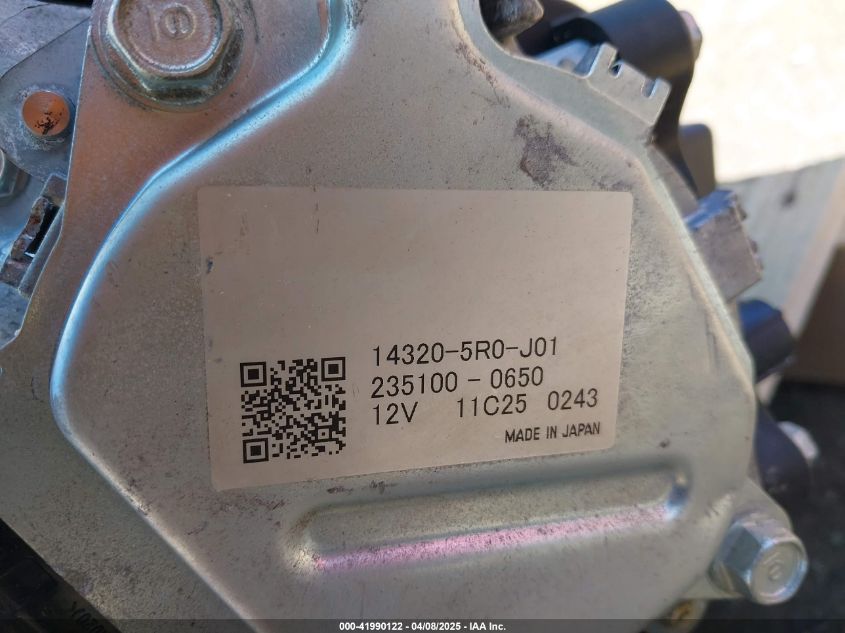 14320-5R0-J01
235100-0650
12V 11C25 0243
MADE IN JAPAN
000-41990122 - 04/08/2025 - IAA Inc.